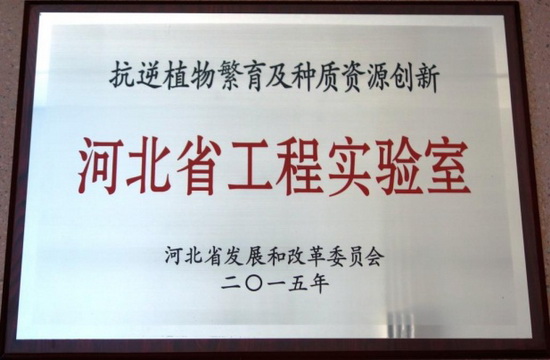 抗逆植物繁育及种质资源创新
河北省工程实验室
河北省发展和改革委员会
二〇一五年